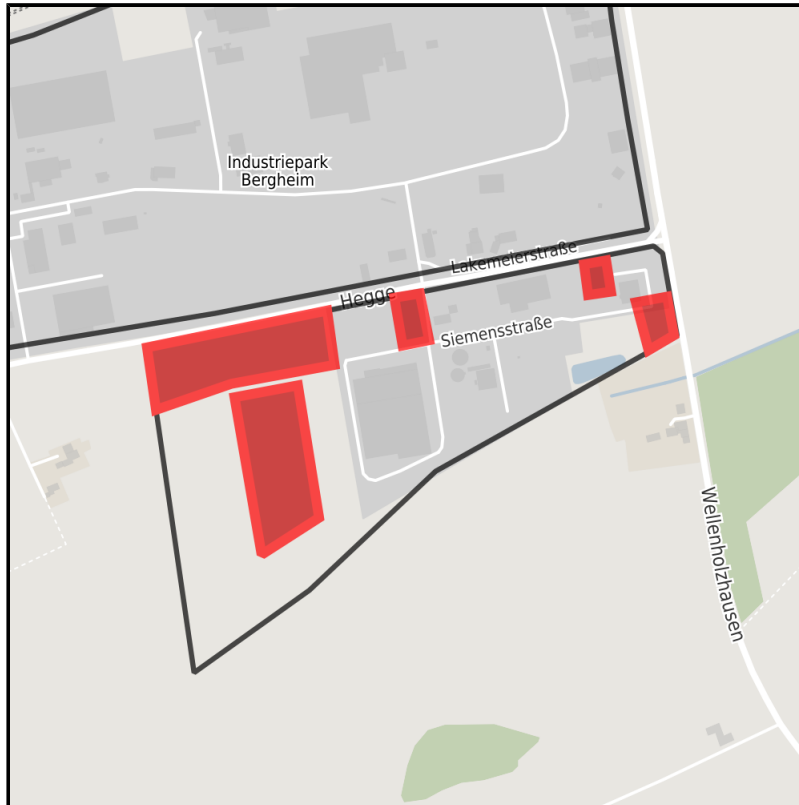 Industriepark
Bergheim
Lakemeierstraße
Hegge
Siemensstraße
Wellenholzhausen